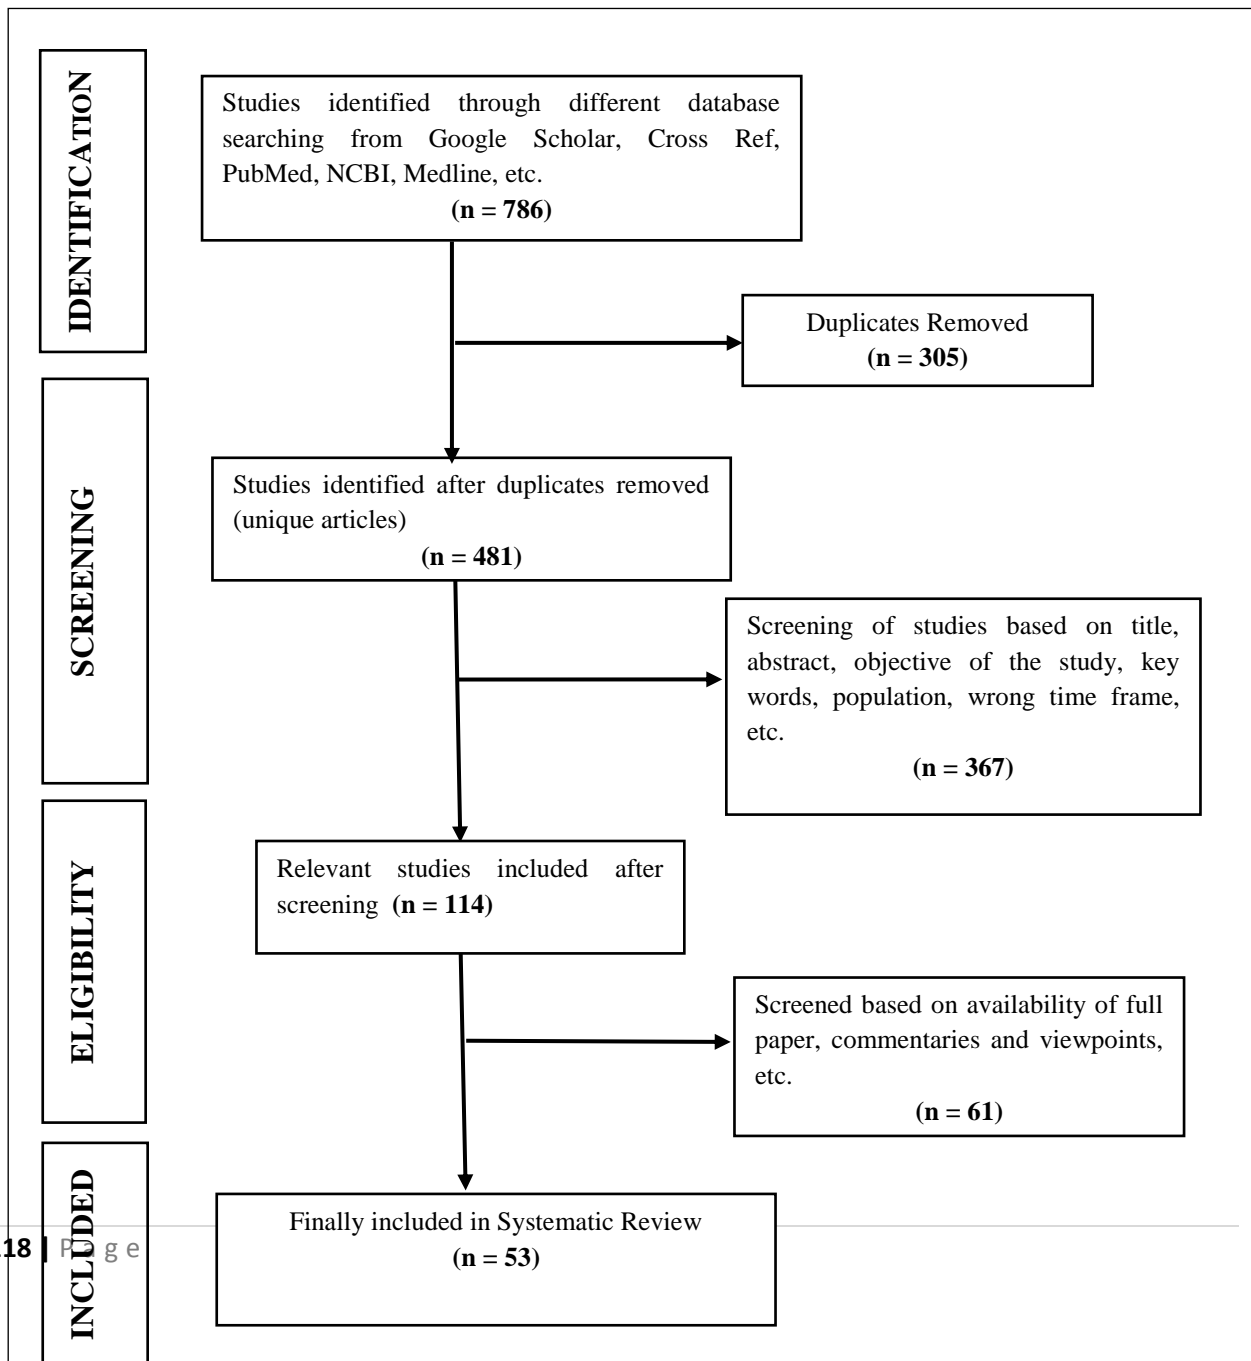 IDENTIFICATION
Studies identified through different database
searching from Google Scholar, Cross Ref,
PubMed, NCBI, Medline, etc.
(n = 786)
Duplicates Removed
(n = 305)
SCREENING
Studies identified after duplicates removed
(unique articles)
(n = 481)
Screening of studies based on title,
abstract, objective of the study, key
words, population, wrong time frame,
etc.
(n = 367)
ELIGIBILITY
Relevant studies included after
screening (n = 114)
Screened based on availability of full
paper, commentaries and viewpoints,
etc.
(n = 61)
INCLUDED
Finally included in Systematic Review
(n = 53)
18 | Page